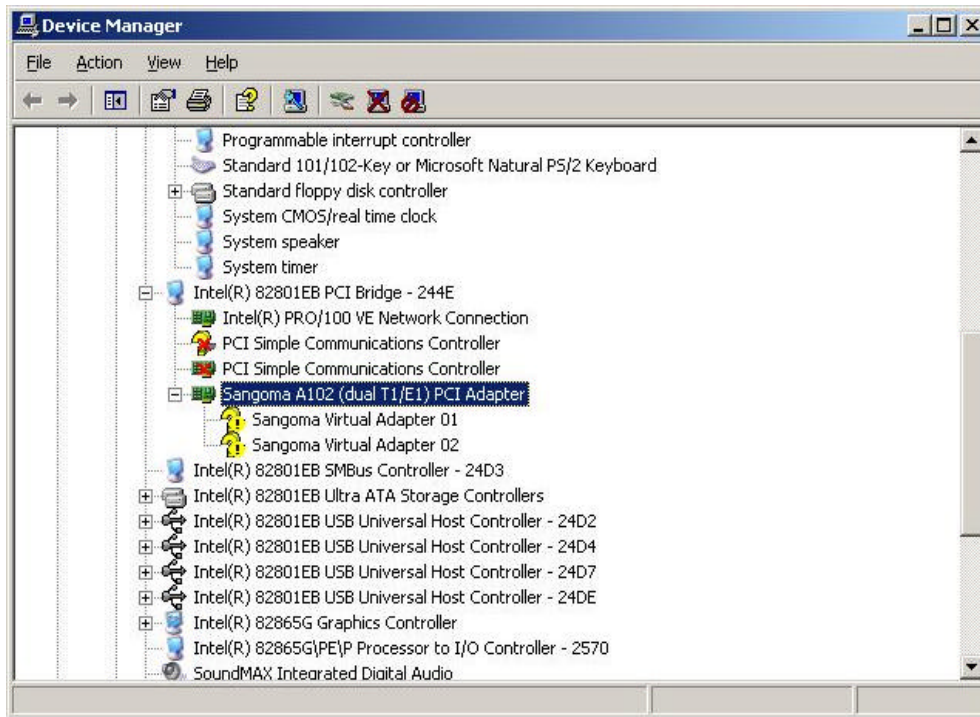 Device Manager
File Action View Help
Programmable interrupt controller
Standard 101/102-Key or Microsoft Natural PS/2 Keyboard
Standard floppy disk controller
System CMOS/real time clock
System speaker
System timer
Intel(R) 82801EB PCI Bridge - 244E
Intel(R) PRO/100 VE Network Connection
PCI Simple Communications Controller
PCI Simple Communications Controller
Sangoma A102 (dual T1/E1) PCI Adapter
Sangoma Virtual Adapter 01
Sangoma Virtual Adapter 02
Intel(R) 82801EB SMBus Controller - 24D3
Intel(R) 82801EB Ultra ATA Storage Controllers
Intel(R) 82801EB USB Universal Host Controller - 24D2
Intel(R) 82801EB USB Universal Host Controller - 24D4
Intel(R) 82801EB USB Universal Host Controller - 24D7
Intel(R) 82801EB USB Universal Host Controller - 24DE
Intel(R) 82865G Graphics Controller
Intel(R) 82865G\PE\P Processor to I/O Controller - 2570
SoundMAX Integrated Digital Audio